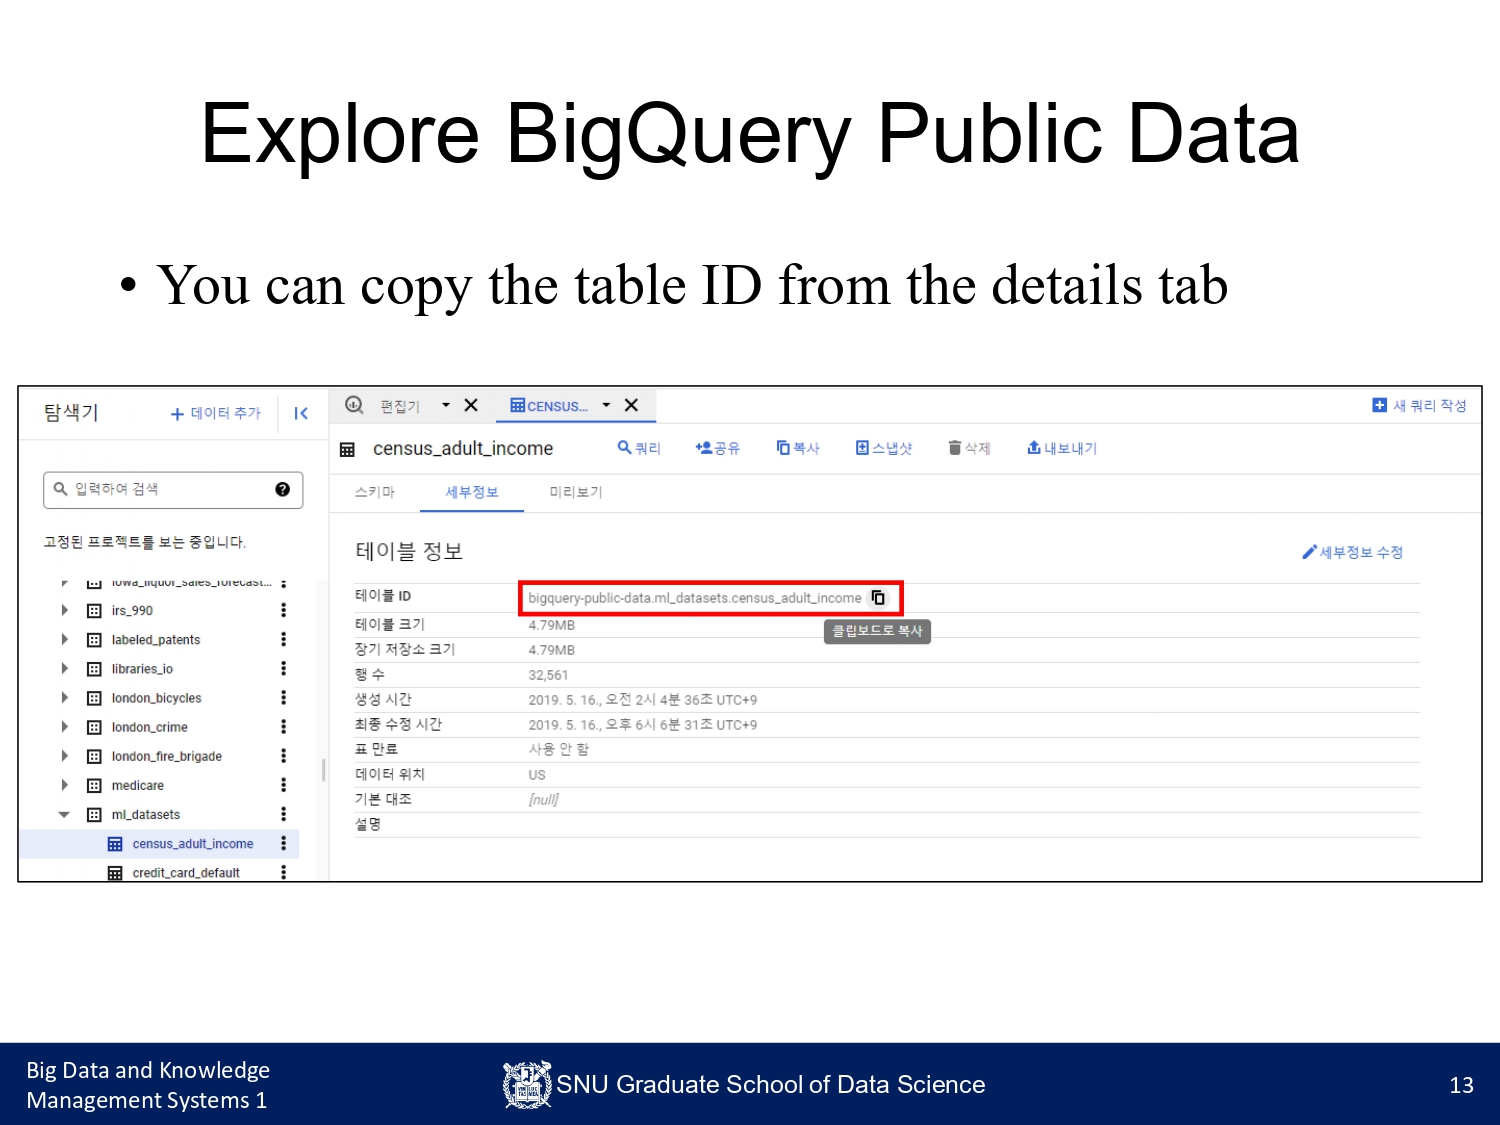 Explore BigQuery Public Data
• You can copy the table ID from the details tab
탐색기
데이터 추가
편집기
CENSUS...
새 쿼리 작성
census_adult_income
쿼리
공유
복사
스냅샷
삭제
내보내기
입력하여 검색
스키마
세부정보
미리보기
고정된 프로젝트를 보는 중입니다.
iowa_liquor_sales_forecast...
irs_990
labeled_patents
libraries_io
london_bicycles
london_crime
london_fire_brigade
medicare
ml_datasets
census_adult_income
credit_card_default
테이블 정보
세부정보 수정
테이블 ID bigquery-public-data.ml_datasets.census_adult_income
클립보드로 복사
테이블 크기 4.79MB
장기 저장소 크기 4.79MB
행 수 32,561
생성 시간 2019. 5. 16., 오전 2시 4분 36초 UTC+9
최종 수정 시간 2019. 5. 16., 오후 6시 6분 31초 UTC+9
표 만료 사용 안 함
데이터 위치 US
기본 대조 [null]
설명
Big Data and Knowledge
Management Systems 1
SNU Graduate School of Data Science
13